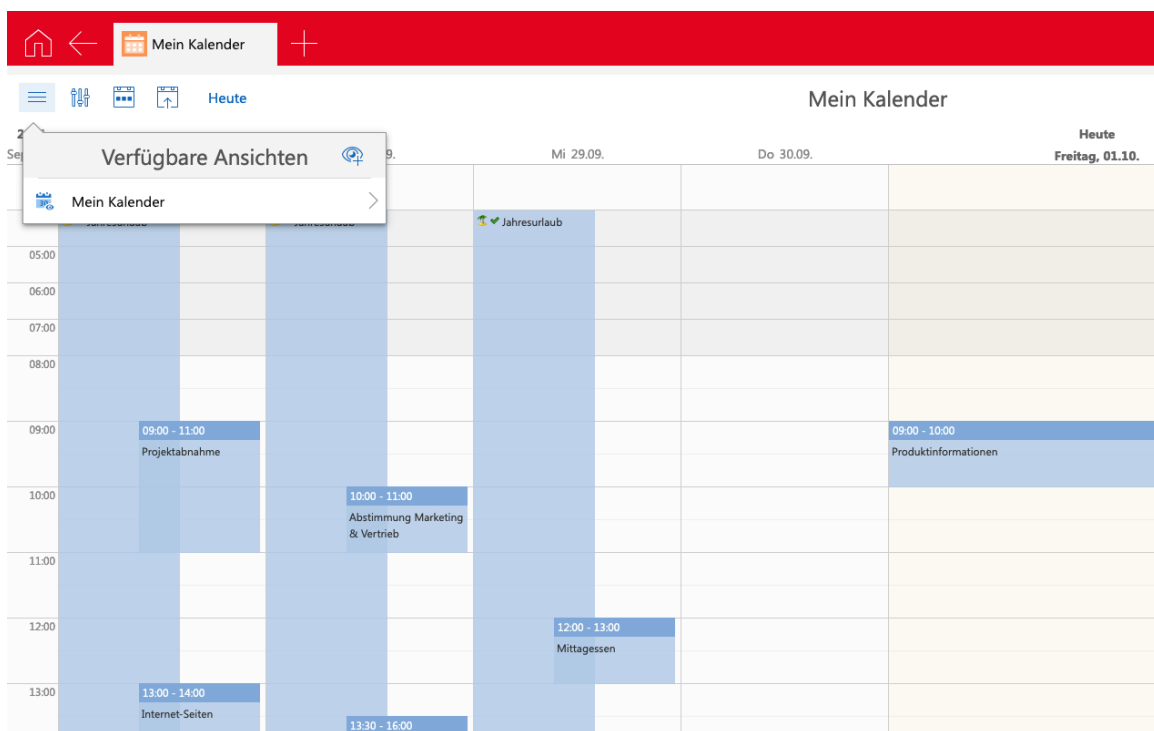 Mein Kalender
Heute
Mein Kalender
Verfügbare Ansichten
Mein Kalender
9.
Mi 29.09.
Do 30.09.
Heute
Freitag, 01.10.
Jahresurlaub
Jahresurlaub
Jahresurlaub
05:00
06:00
07:00
08:00
09:00
09:00 - 11:00
Projektabnahme
09:00 - 10:00
Produktinformationen
10:00
10:00 - 11:00
Abstimmung Marketing
& Vertrieb
11:00
12:00
12:00 - 13:00
Mittagessen
13:00
13:00 - 14:00
Internet-Seiten
13:30 - 16:00